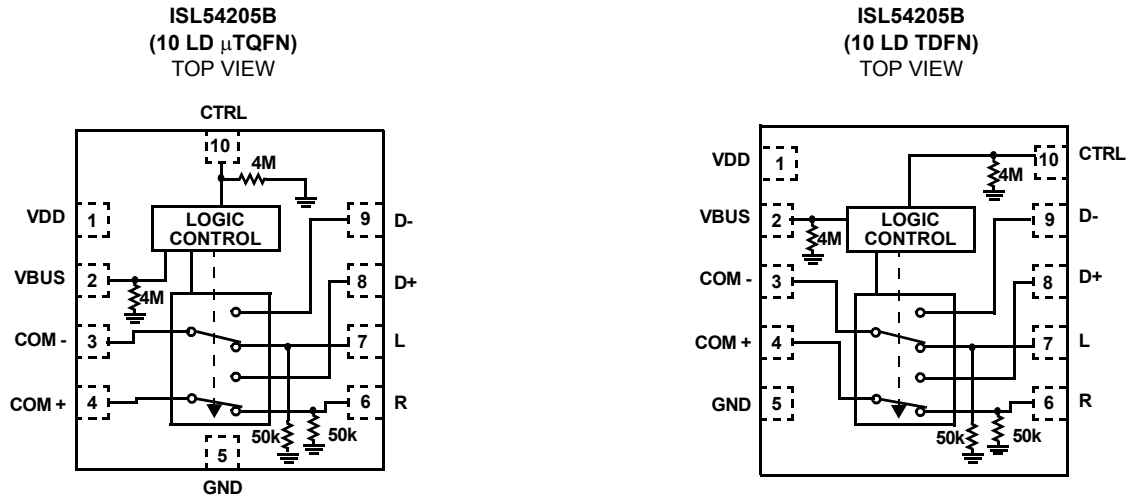 ISL54205B
(10 LD μTQFN)
TOP VIEW
CTRL
10
4M
VDD
1
LOGIC
CONTROL
9
D-
VBUS
2
4M
8
D+
COM -
3
7
L
COM +
4
6
R
50k
50k
5
GND
ISL54205B
(10 LD TDFN)
TOP VIEW
VDD
1
10
CTRL
4M
VBUS
2
4M
LOGIC
CONTROL
9
D-
COM -
3
8
D+
COM +
4
7
L
GND
5
6
R
50k
50k